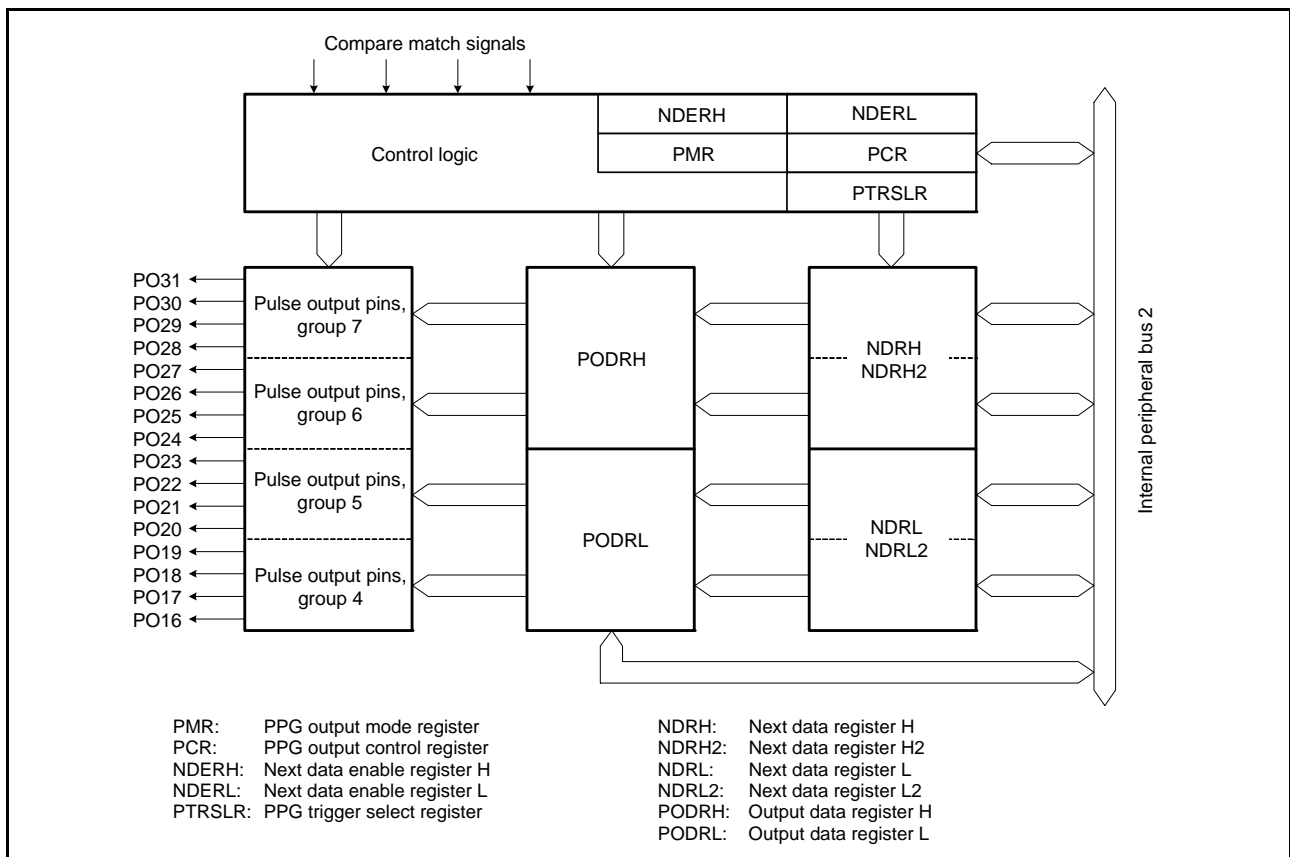 Compare match signals
NDERH
NDERL
Control logic
PMR
PCR
PTRSLR
PO31
PO30
PO29
PO28
PO27
PO26
PO25
PO24
PO23
PO22
PO21
PO20
PO19
PO18
PO17
PO16
Pulse output pins,
group 7
Pulse output pins,
group 6
Pulse output pins,
group 5
Pulse output pins,
group 4
PODRH
PODRL
NDRH
NDRH2
NDRL
NDRL2
Internal peripheral bus 2
PMR: PPG output mode register
PCR: PPG output control register
NDERH: Next data enable register H
NDERL: Next data enable register L
PTRSLR: PPG trigger select register
NDRH: Next data register H
NDRH2: Next data register H2
NDRL: Next data register L
NDRL2: Next data register L2
PODRH: Output data register H
PODRL: Output data register L